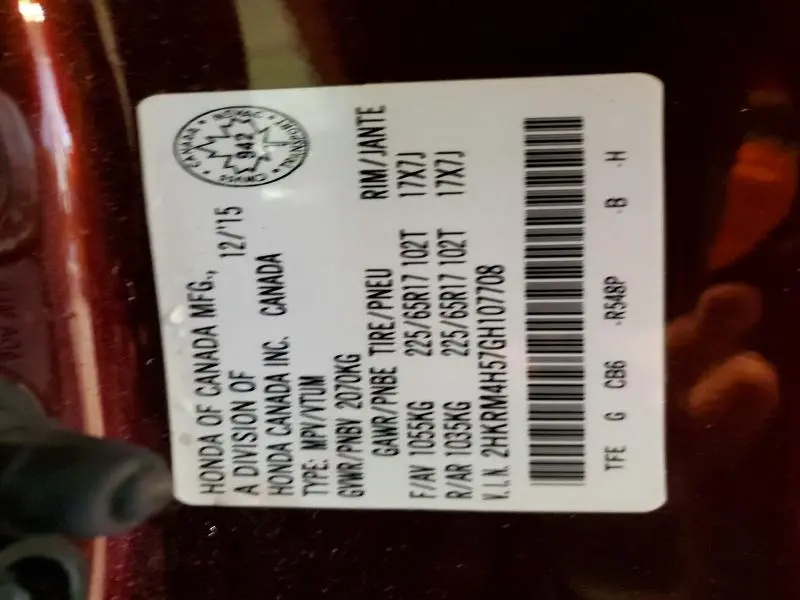 HONDA OF CANADA MFG.,
A DIVISION OF 12/'15
HONDA CANADA INC. CANADA
TYPE: MPV/VTUM
GVWR/PNBV 2070KG
GAWR/PNBE TIRE/PNEU RIM/JANTE
F/AV 1055KG 225/65R17 102T 17X7J
R/AR 1035KG 225/65R17 102T 17X7J
V.I.N. 2HKRM4H57GH107708
TFE G CB6 -R548P -B -H
CANADA
942